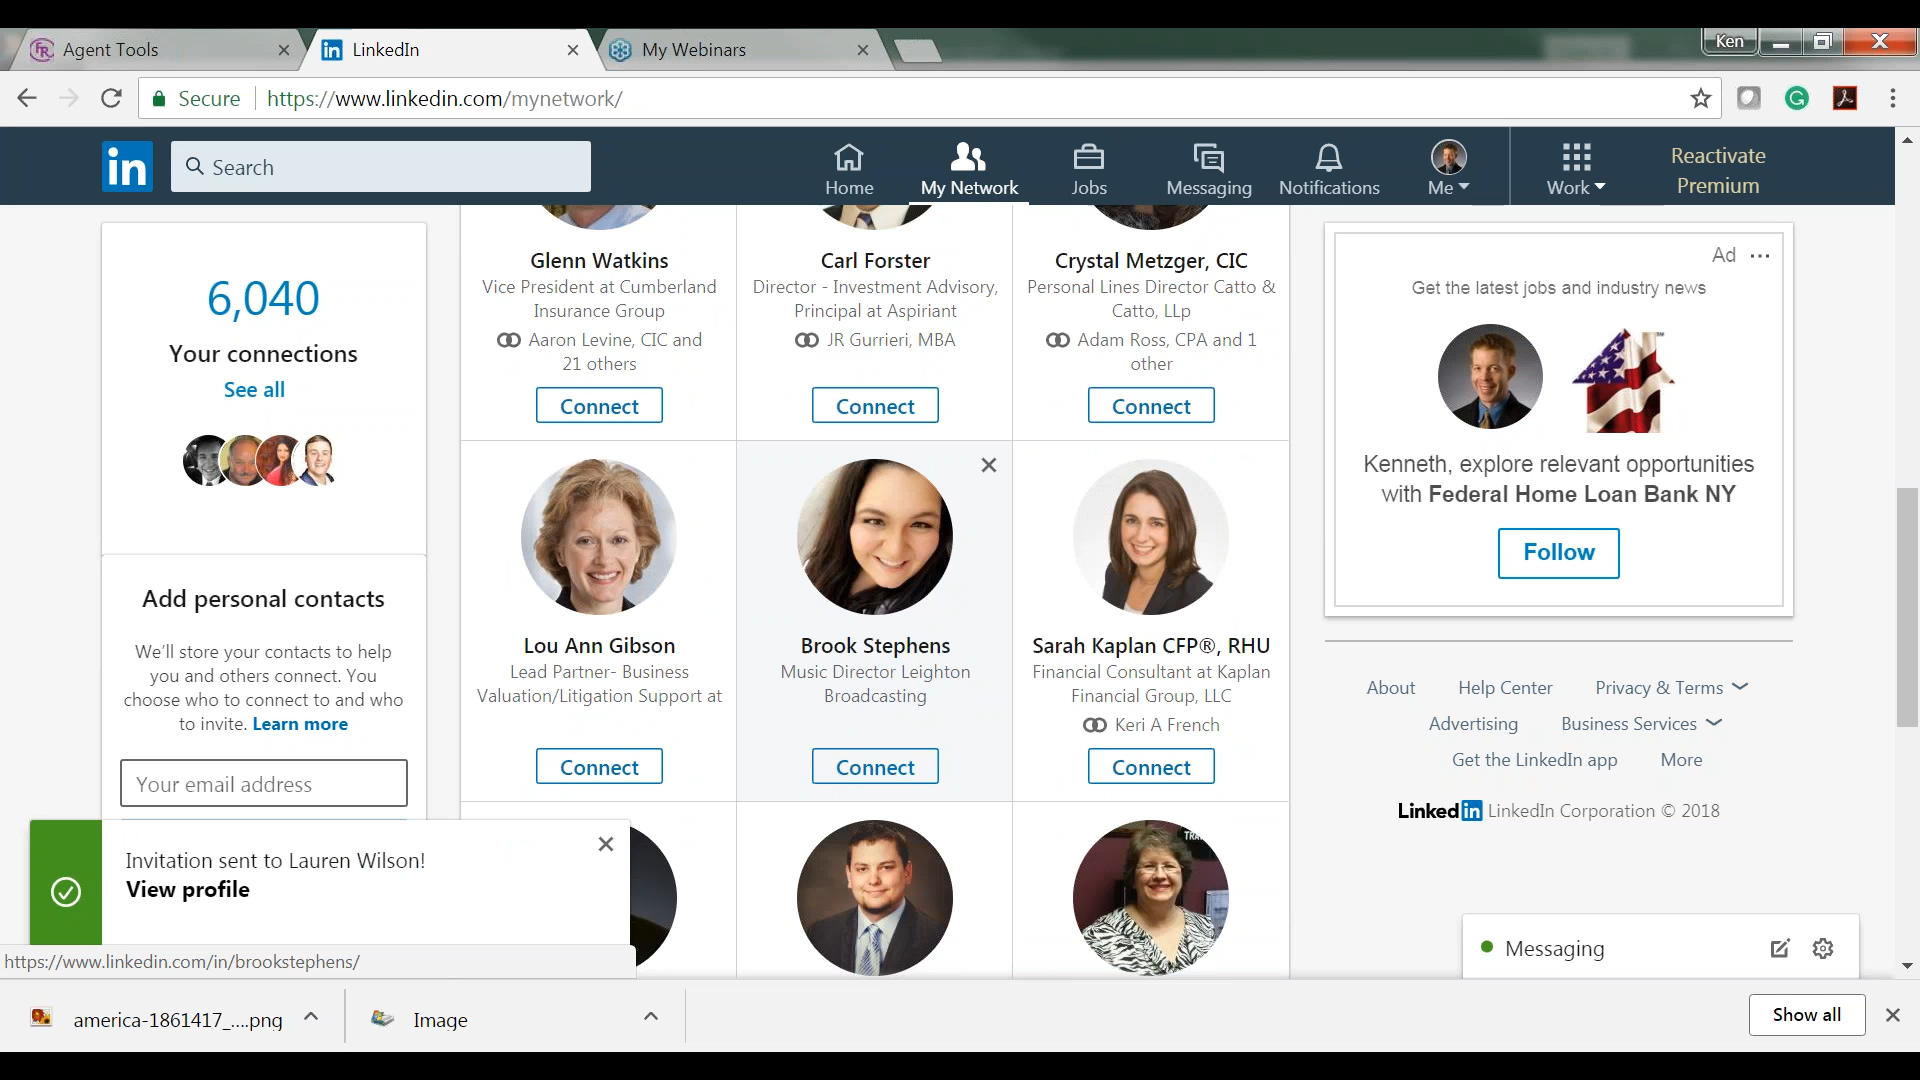 Agent Tools
LinkedIn
My Webinars
Ken
Secure
https://www.linkedin.com/mynetwork/
in
Search
Home
My Network
Jobs
Messaging
Notifications
Me
Work
Reactivate
Premium
6,040
Your connections
See all
Add personal contacts
We'll store your contacts to help
you and others connect. You
choose who to connect to and who
to invite. Learn more
Your email address
Glenn Watkins
Vice President at Cumberland
Insurance Group
Aaron Levine, CIC and
21 others
Connect
Carl Forster
Director - Investment Advisory,
Principal at Aspiriant
JR Gurrieri, MBA
Connect
Crystal Metzger, CIC
Personal Lines Director Catto &
Catto, LLp
Adam Ross, CPA and 1
other
Connect
Lou Ann Gibson
Lead Partner- Business
Valuation/Litigation Support at
Connect
Brook Stephens
Music Director Leighton
Broadcasting
Connect
Sarah Kaplan CFP®, RHU
Financial Consultant at Kaplan
Financial Group, LLC
Keri A French
Connect
Ad
Get the latest jobs and industry news
Kenneth, explore relevant opportunities
with Federal Home Loan Bank NY
Follow
About
Help Center
Privacy & Terms
Advertising
Business Services
Get the LinkedIn app
More
LinkedIn LinkedIn Corporation © 2018
Invitation sent to Lauren Wilson!
View profile
https://www.linkedin.com/in/brookstephens/
Messaging
america-1861417_....png
Image
Show all